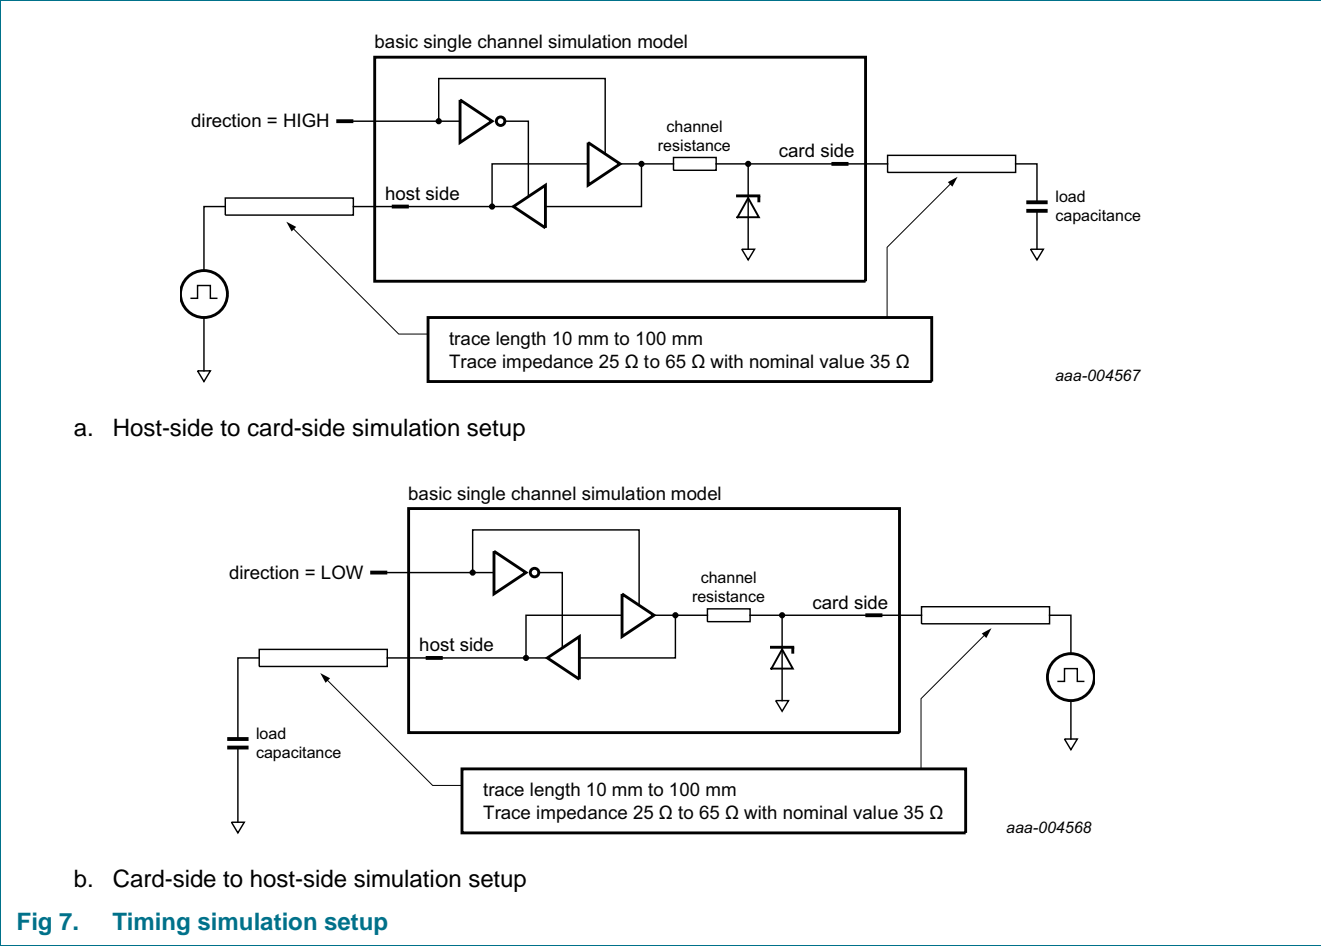 basic single channel simulation model
direction = HIGH
channel
resistance
card side
host side
load
capacitance
trace length 10 mm to 100 mm
Trace impedance 25 Ω to 65 Ω with nominal value 35 Ω
aaa-004567
a. Host-side to card-side simulation setup
basic single channel simulation model
direction = LOW
channel
resistance
card side
host side
load
capacitance
trace length 10 mm to 100 mm
Trace impedance 25 Ω to 65 Ω with nominal value 35 Ω
aaa-004568
b. Card-side to host-side simulation setup
Fig 7. Timing simulation setup